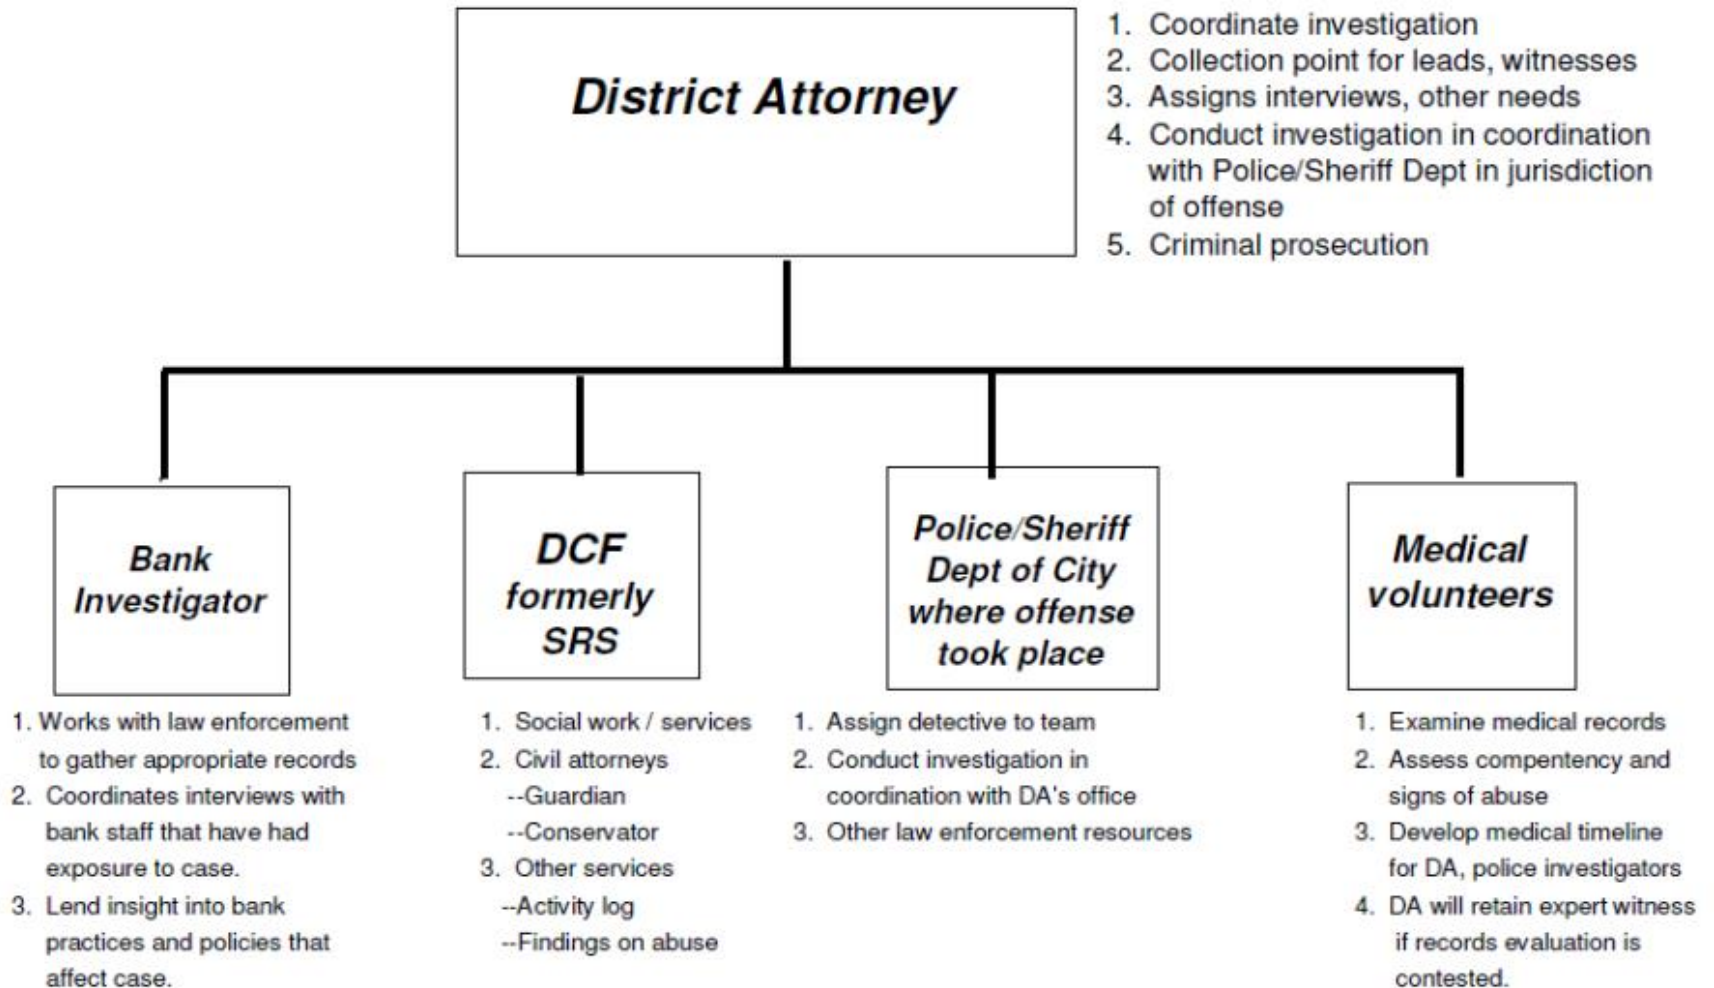 District Attorney
1. Coordinate investigation
2. Collection point for leads, witnesses
3. Assigns interviews, other needs
4. Conduct investigation in coordination
with Police/Sheriff Dept in jurisdiction
of offense
5. Criminal prosecution
Bank
Investigator
1. Works with law enforcement
to gather appropriate records
2. Coordinates interviews with
bank staff that have had
exposure to case.
3. Lend insight into bank
practices and policies that
affect case.
DCF
formerly
SRS
1. Social work / services
2. Civil attorneys
--Guardian
--Conservator
3. Other services
--Activity log
--Findings on abuse
Police/Sheriff
Dept of City
where offense
took place
1. Assign detective to team
2. Conduct investigation in
coordination with DA's office
3. Other law enforcement resources
Medical
volunteers
1. Examine medical records
2. Assess compentency and
signs of abuse
3. Develop medical timeline
for DA, police investigators
4. DA will retain expert witness
if records evaluation is
contested.